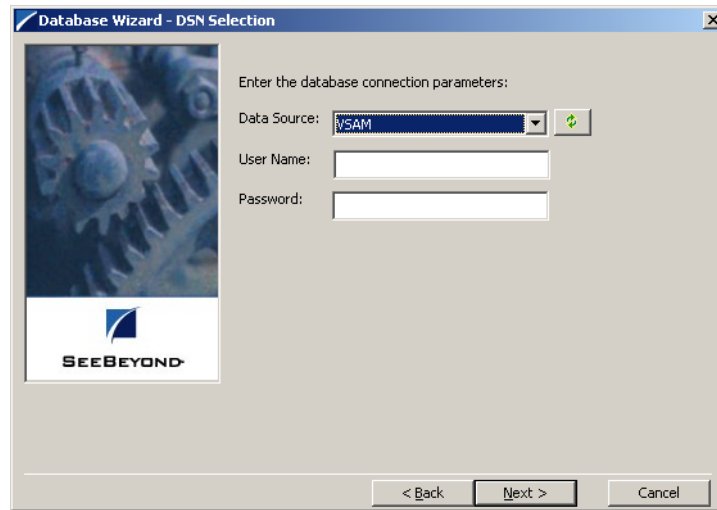 Database Wizard - DSN Selection
Enter the database connection parameters:
Data Source: VSAM
User Name:
Password:
SEEBEYOND
< Back Next > Cancel